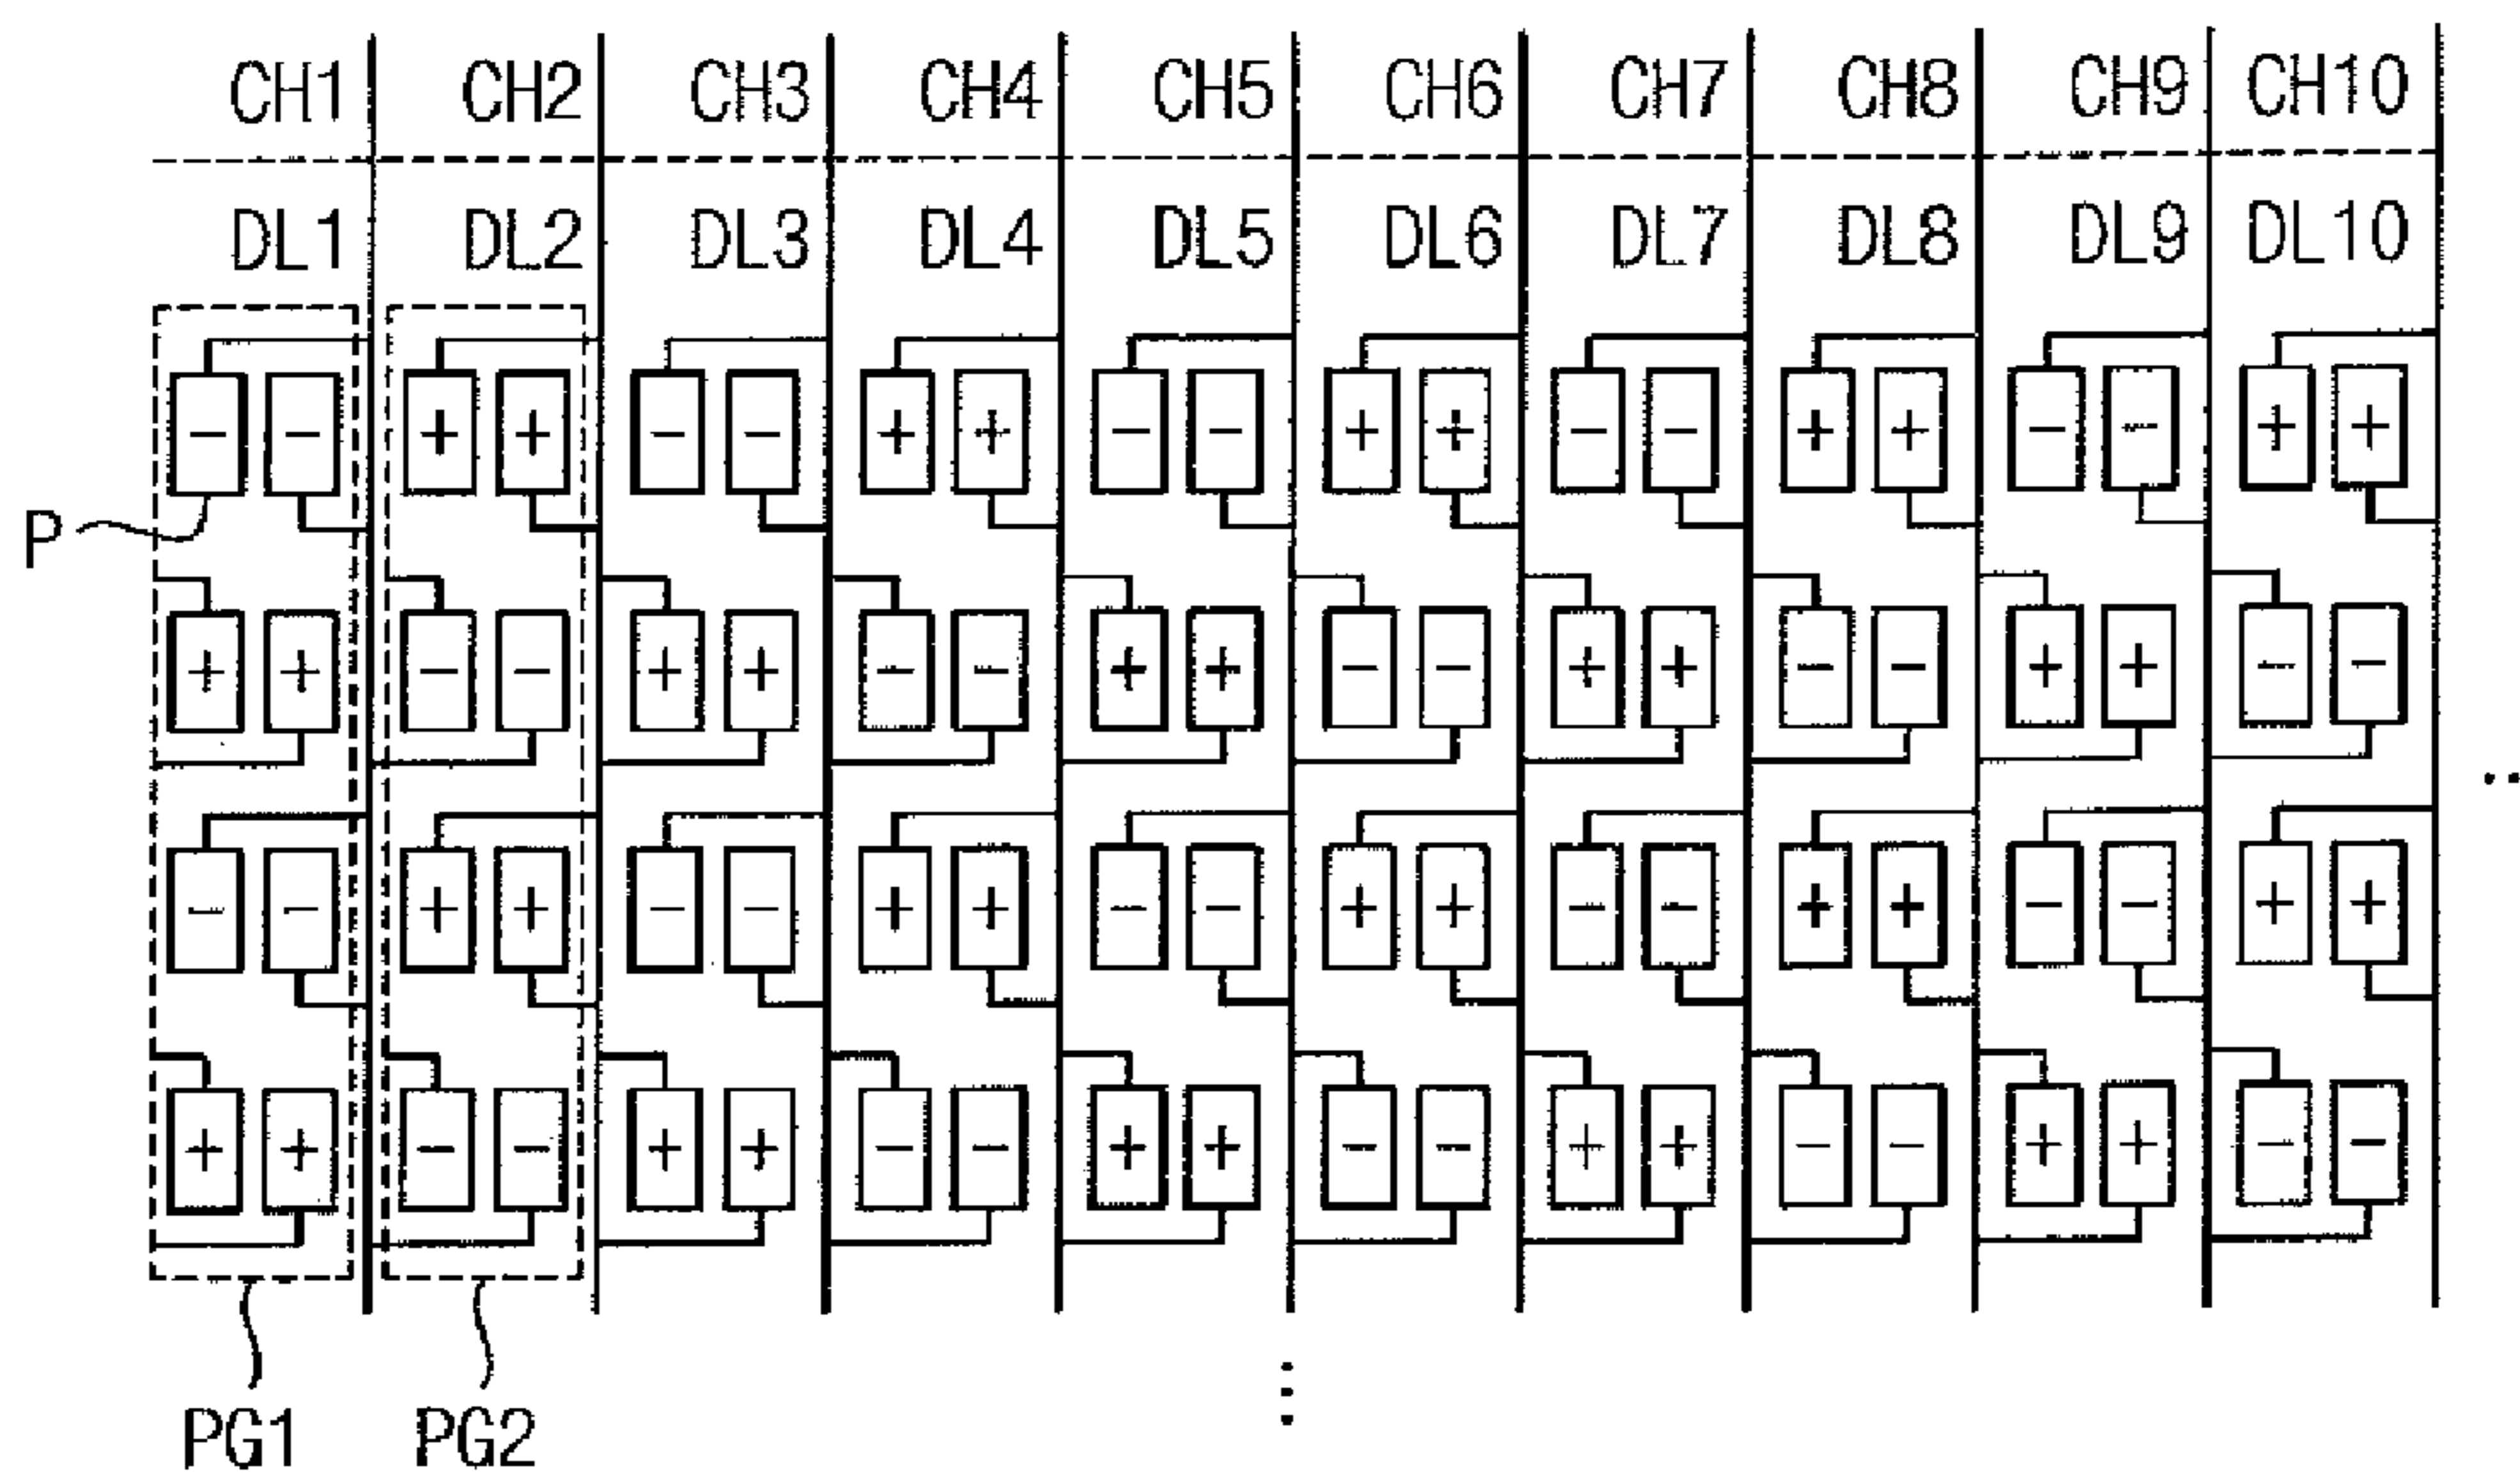 CH1 CH2 CH3 CH4 CH5 CH6 CH7 CH8 CH9 CH10
DL1 DL2 DL3 DL4 DL5 DL6 DL7 DL8 DL9 DL10
− − + + − − + + − − + + − − + + − − + +
P
+ + − − + + − − + + − − + + − − + + − −
− − + + − − + + − − + + − − + + − − + +
+ + − − + + − − + + − − + + − − + + − −
PG1 PG2